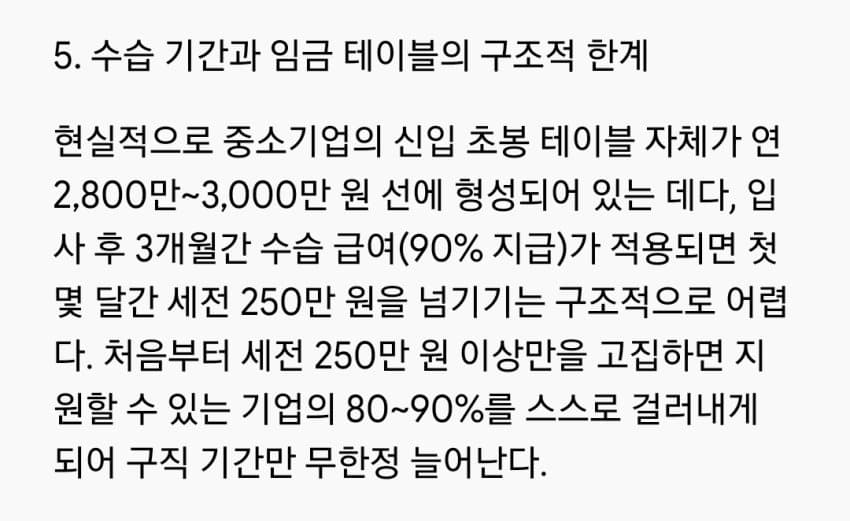 5. 수습 기간과 임금 테이블의 구조적 한계
현실적으로 중소기업의 신입 초봉 테이블 자체가 연
2,800만~3,000만 원 선에 형성되어 있는 데다, 입
사 후 3개월간 수습 급여(90% 지급)가 적용되면 첫
몇 달간 세전 250만 원을 넘기기는 구조적으로 어렵
다. 처음부터 세전 250만 원 이상만을 고집하면 지
원할 수 있는 기업의 80~90%를 스스로 걸러내게
되어 구직 기간만 무한정 늘어난다.